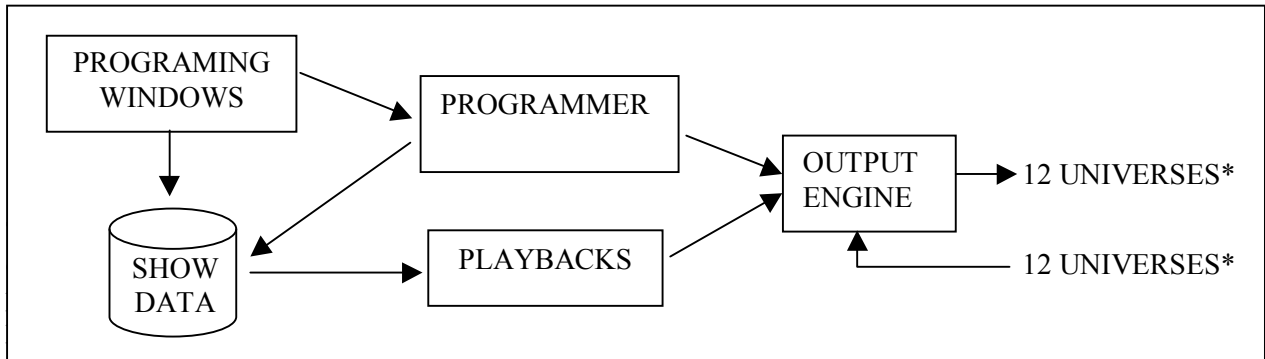 PROGRAMING
WINDOWS
PROGRAMMER
OUTPUT
ENGINE
12 UNIVERSES*
SHOW
DATA
PLAYBACKS
12 UNIVERSES*